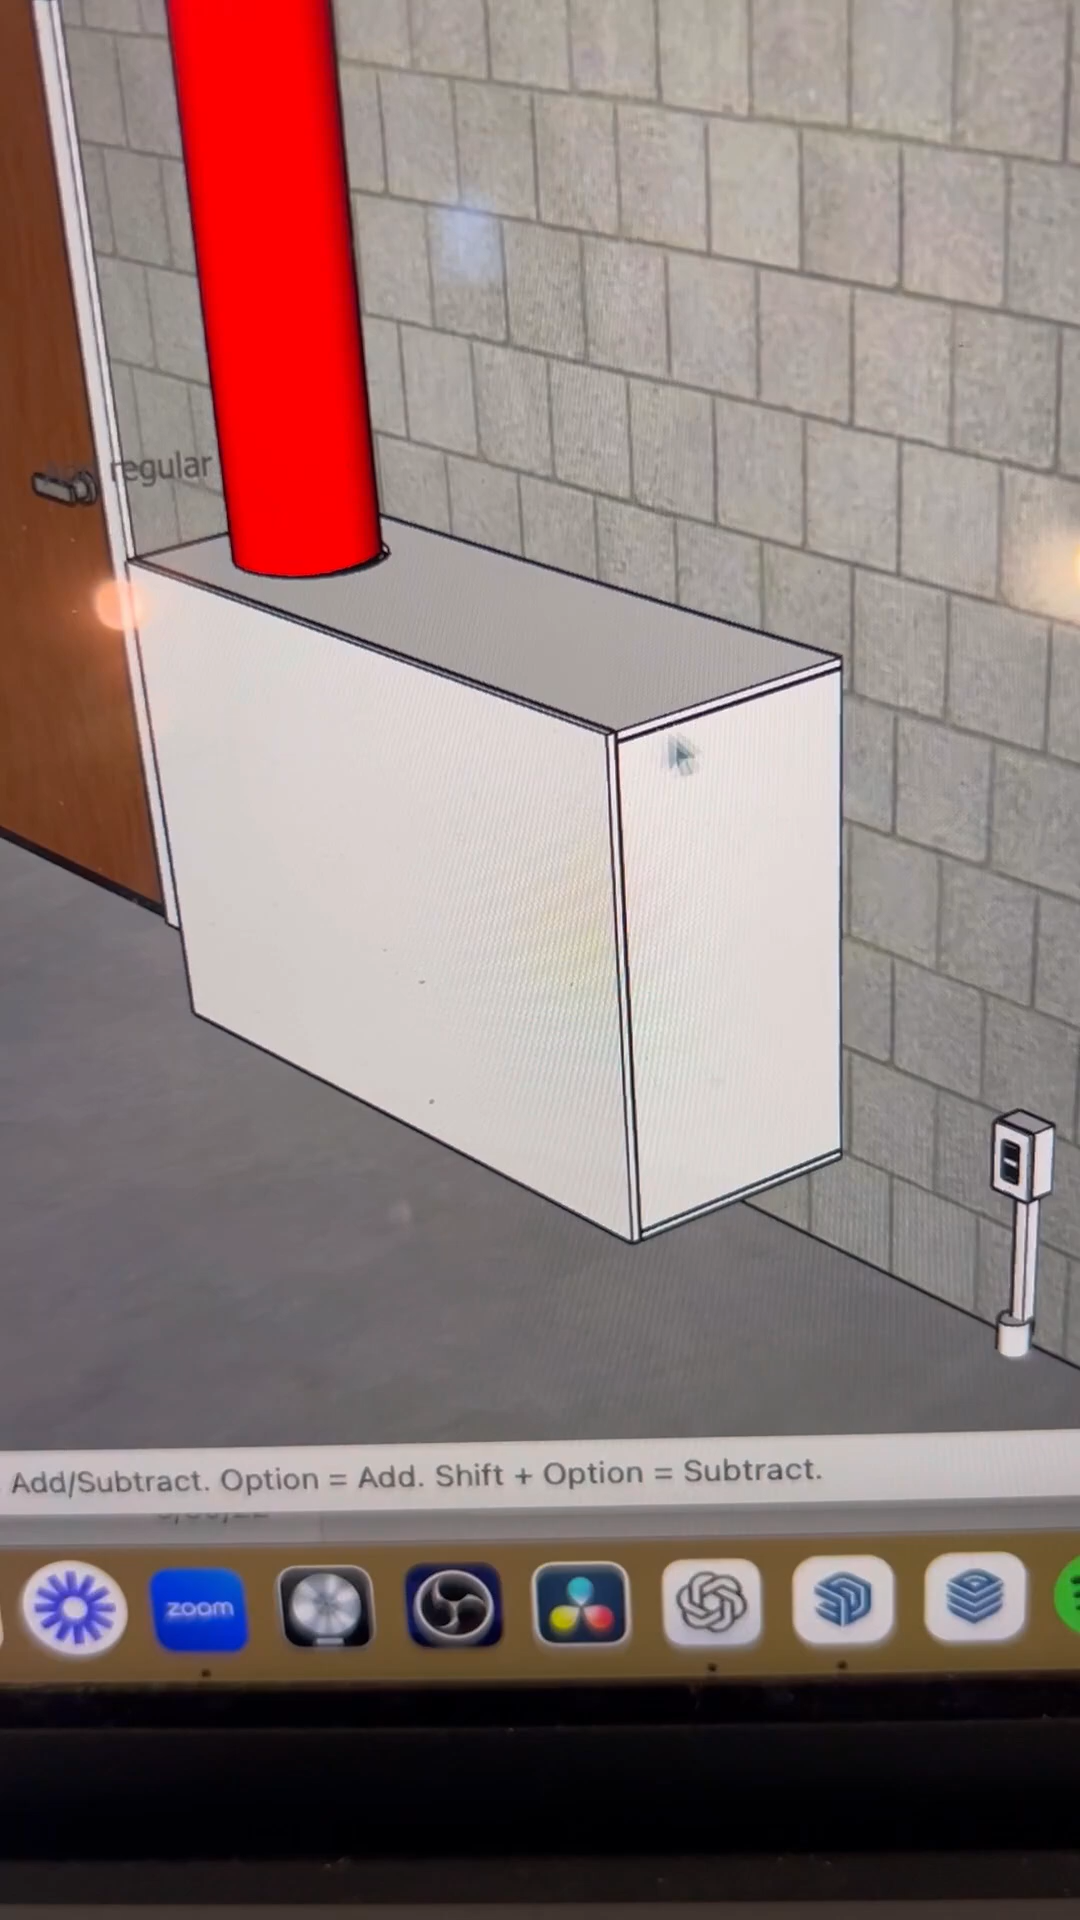 regular
Add/Subtract. Option = Add. Shift + Option = Subtract.
zoom